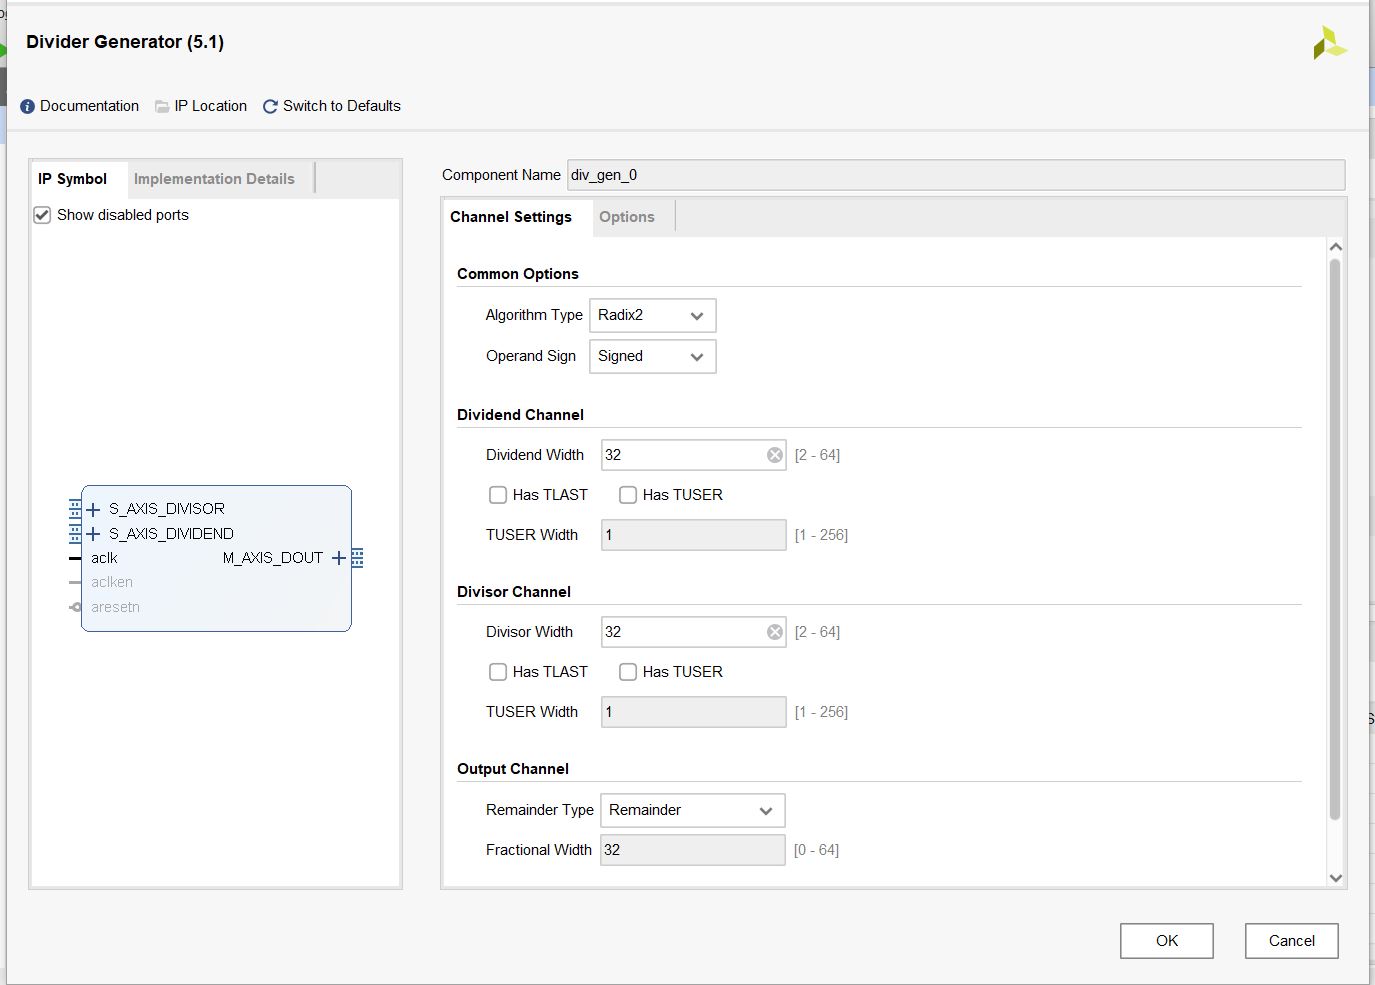 Divider Generator (5.1)
Documentation IP Location Switch to Defaults
IP Symbol Implementation Details
Show disabled ports
S_AXIS_DIVISOR
S_AXIS_DIVIDEND
aclk M_AXIS_DOUT
aclken
aresetn
Component Name div_gen_0
Channel Settings Options
Common Options
Algorithm Type Radix2
Operand Sign Signed
Dividend Channel
Dividend Width 32 [2 - 64]
Has TLAST Has TUSER
TUSER Width 1 [1 - 256]
Divisor Channel
Divisor Width 32 [2 - 64]
Has TLAST Has TUSER
TUSER Width 1 [1 - 256]
Output Channel
Remainder Type Remainder
Fractional Width 32 [0 - 64]
OK Cancel